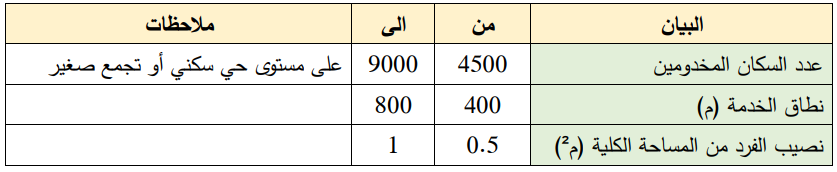 البيان من الى ملاحظات
عدد السكان المخدومين 4500 9000 على مستوى حي سكني أو تجمع صغير
نطاق الخدمة (م) 400 800
نصيب الفرد من المساحة الكلية (م²) 0.5 1